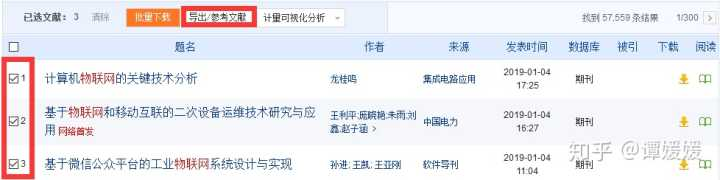 已选文献: 3 清除 批量下载 导出/参考文献 计量可视化分析 找到 57,559 条结果 1/300 >
题名 作者 来源 发表时间 数据库 被引 下载 阅读
1 计算机物联网的关键技术分析 龙桂鸣 集成电路应用 2019-01-04 17:25 期刊
2 基于物联网和移动互联的二次设备运维技术研究与应用 网络首发 王利平;庞晓艳;朱雨;刘鑫;赵子涵 > 中国电力 2019-01-04 16:27 期刊
3 基于微信公众平台的工业物联网系统设计与实现 孙进; 王凯; 王亚刚 软件导刊 2019-01-04 11:04 期刊
知乎 @谭媛媛